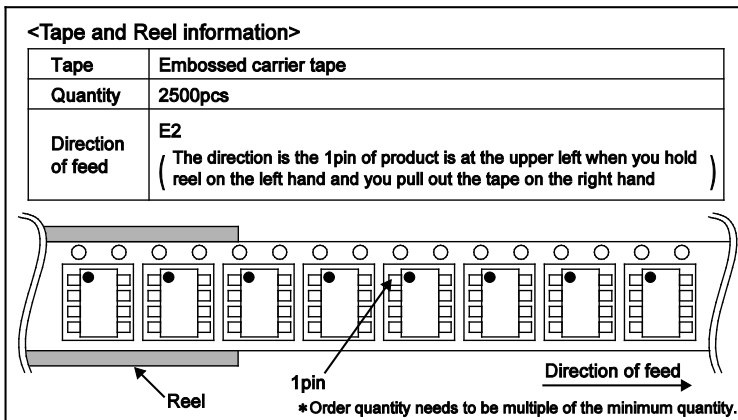 <Tape and Reel information>
Tape Embossed carrier tape
Quantity 2500pcs
Direction of feed E2
( The direction is the 1pin of product is at the upper left when you hold
reel on the left hand and you pull out the tape on the right hand )
Direction of feed
1pin
Reel
*Order quantity needs to be multiple of the minimum quantity.